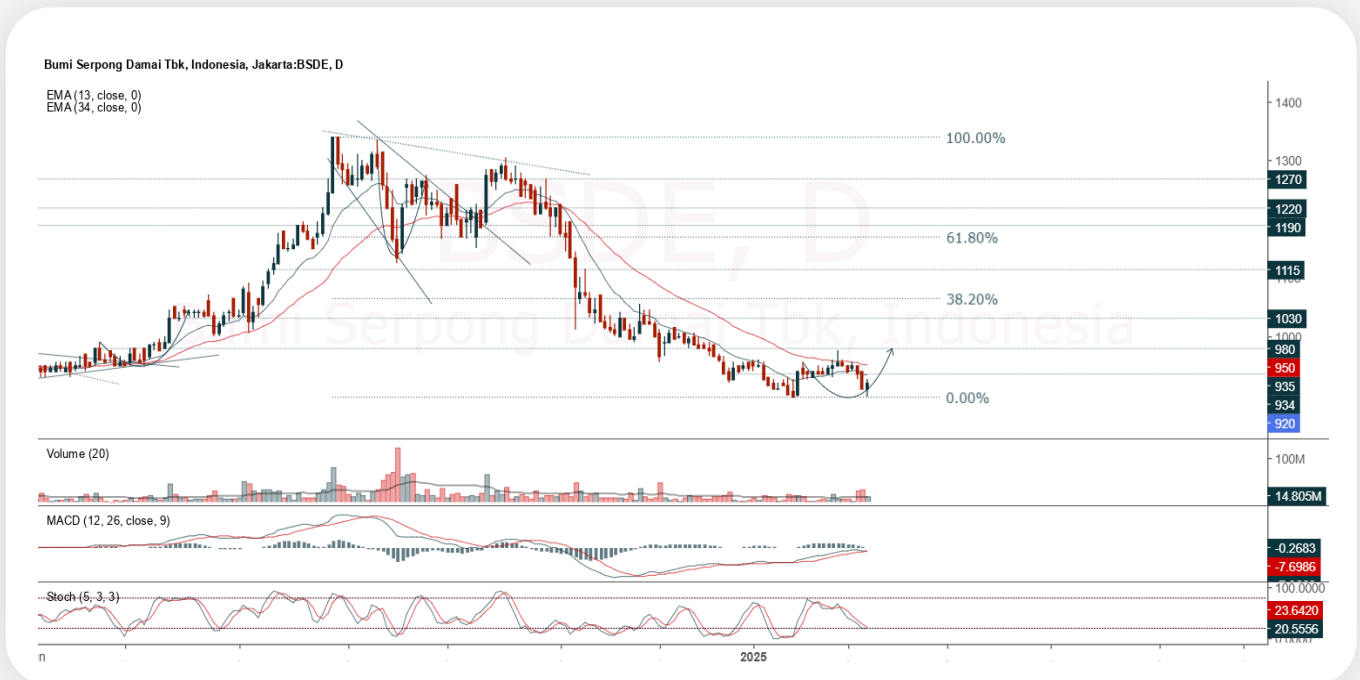 Bumi Serpong Damai Tbk, Indonesia, Jakarta:BSDE, D
EMA (13, close, 0)
EMA (34, close, 0)
BSDE, D
Bumi Serpong Damai Tbk, Indonesia
100.00%
61.80%
38.20%
0.00%
1400
1300
1270
1220
1190
1115
1100
1030
1000
980
950
935
934
920
Volume (20)
100M
14.805M
MACD (12, 26, close, 9)
-0.2683
-7.6986
Stoch (5, 3, 3)
100.0000
23.6420
20.5556
0.0000
n
2025